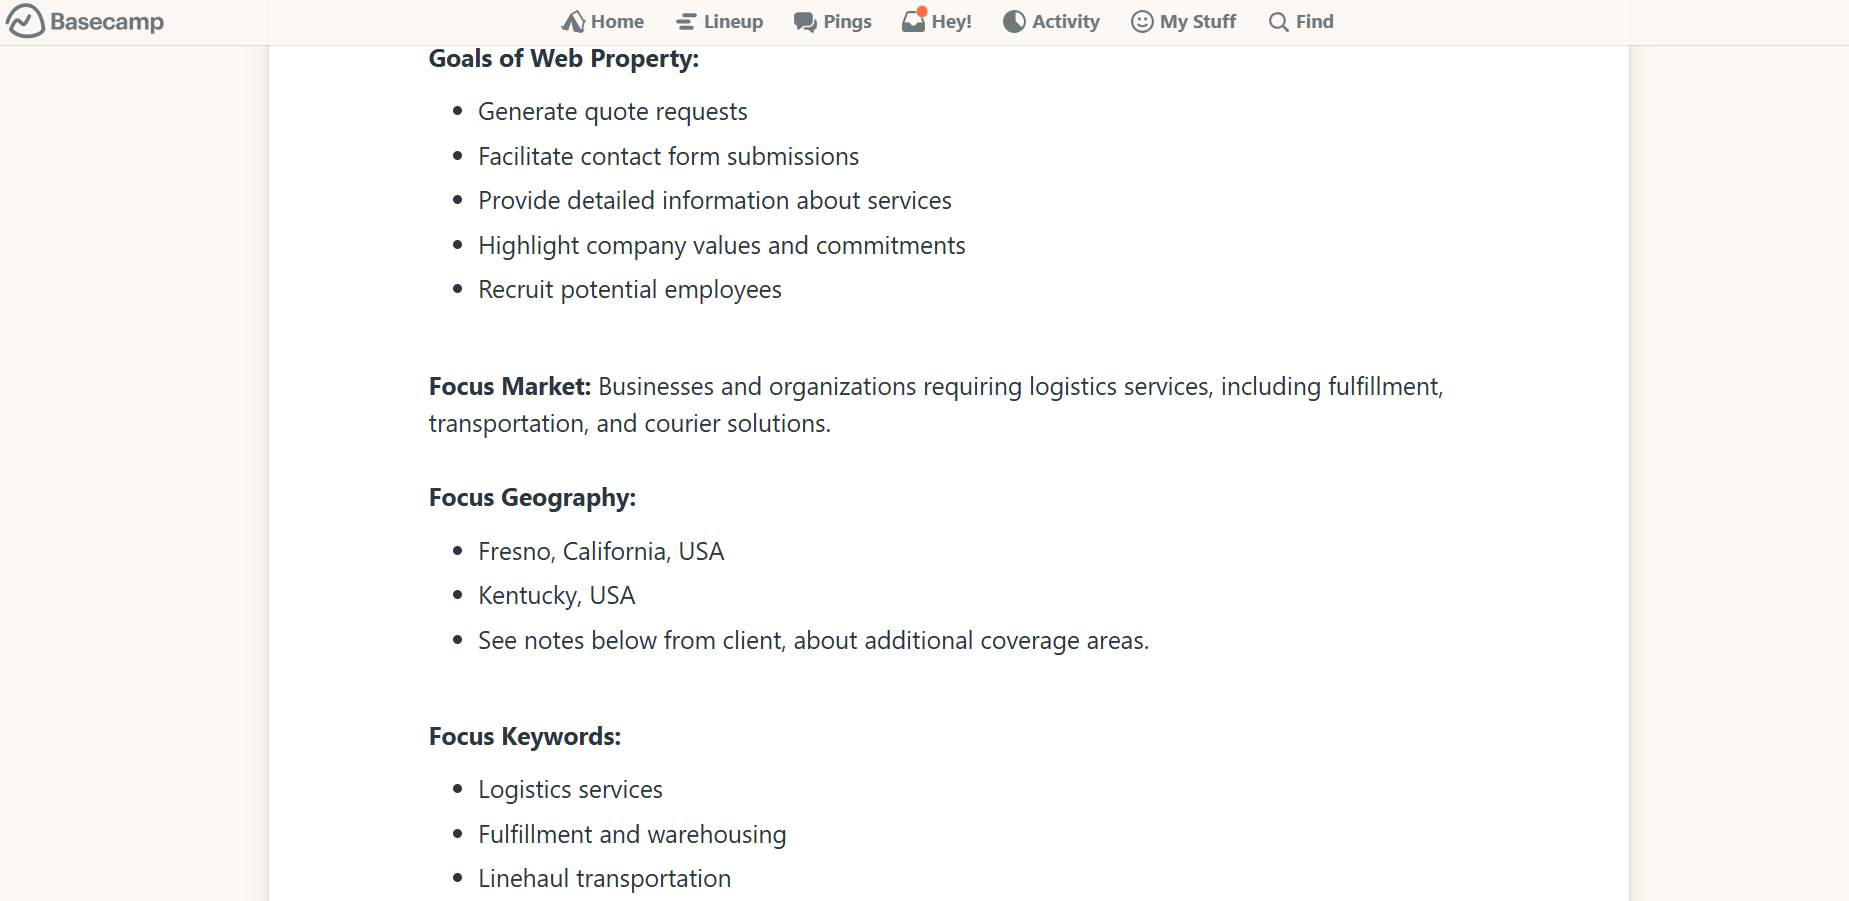 Basecamp
Home
Lineup
Pings
Hey!
Activity
My Stuff
Find
Goals of Web Property:
Generate quote requests
Facilitate contact form submissions
Provide detailed information about services
Highlight company values and commitments
Recruit potential employees
Focus Market: Businesses and organizations requiring logistics services, including fulfillment,
transportation, and courier solutions.
Focus Geography:
Fresno, California, USA
Kentucky, USA
See notes below from client, about additional coverage areas.
Focus Keywords:
Logistics services
Fulfillment and warehousing
Linehaul transportation